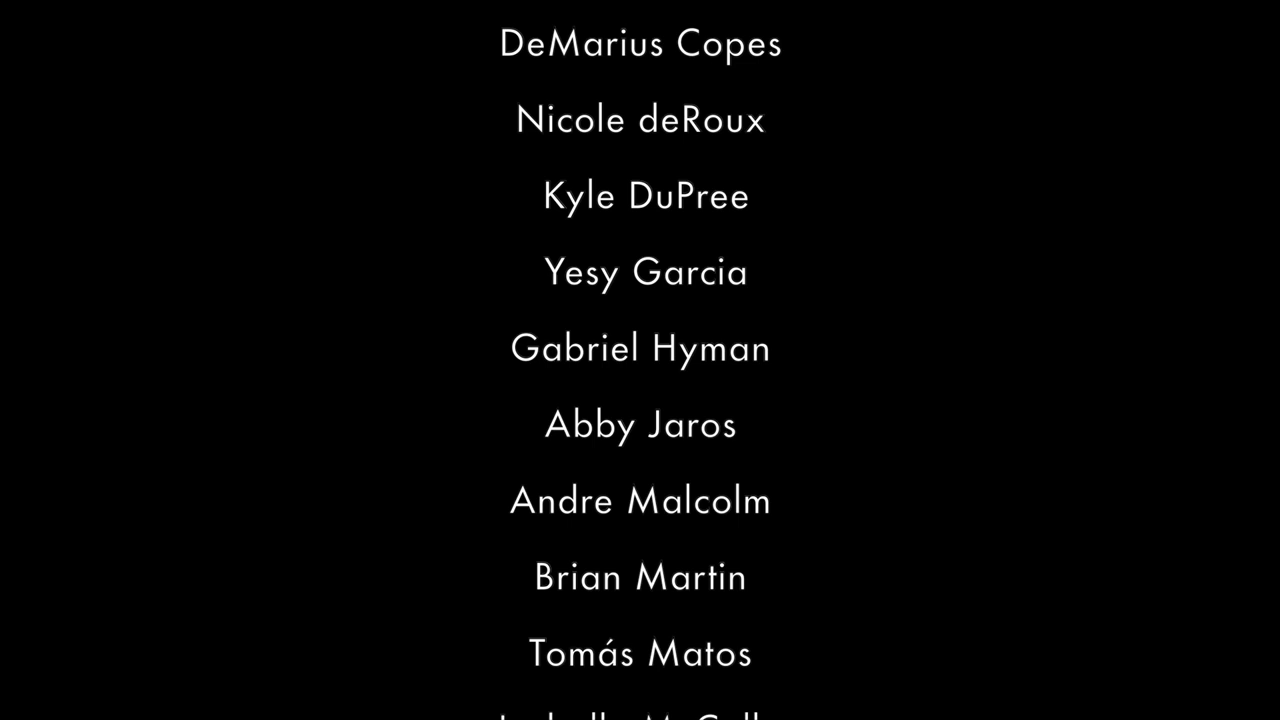 DeMarius Copes
Nicole deRoux
Kyle DuPree
Yesy Garcia
Gabriel Hyman
Abby Jaros
Andre Malcolm
Brian Martin
Tomás Matos